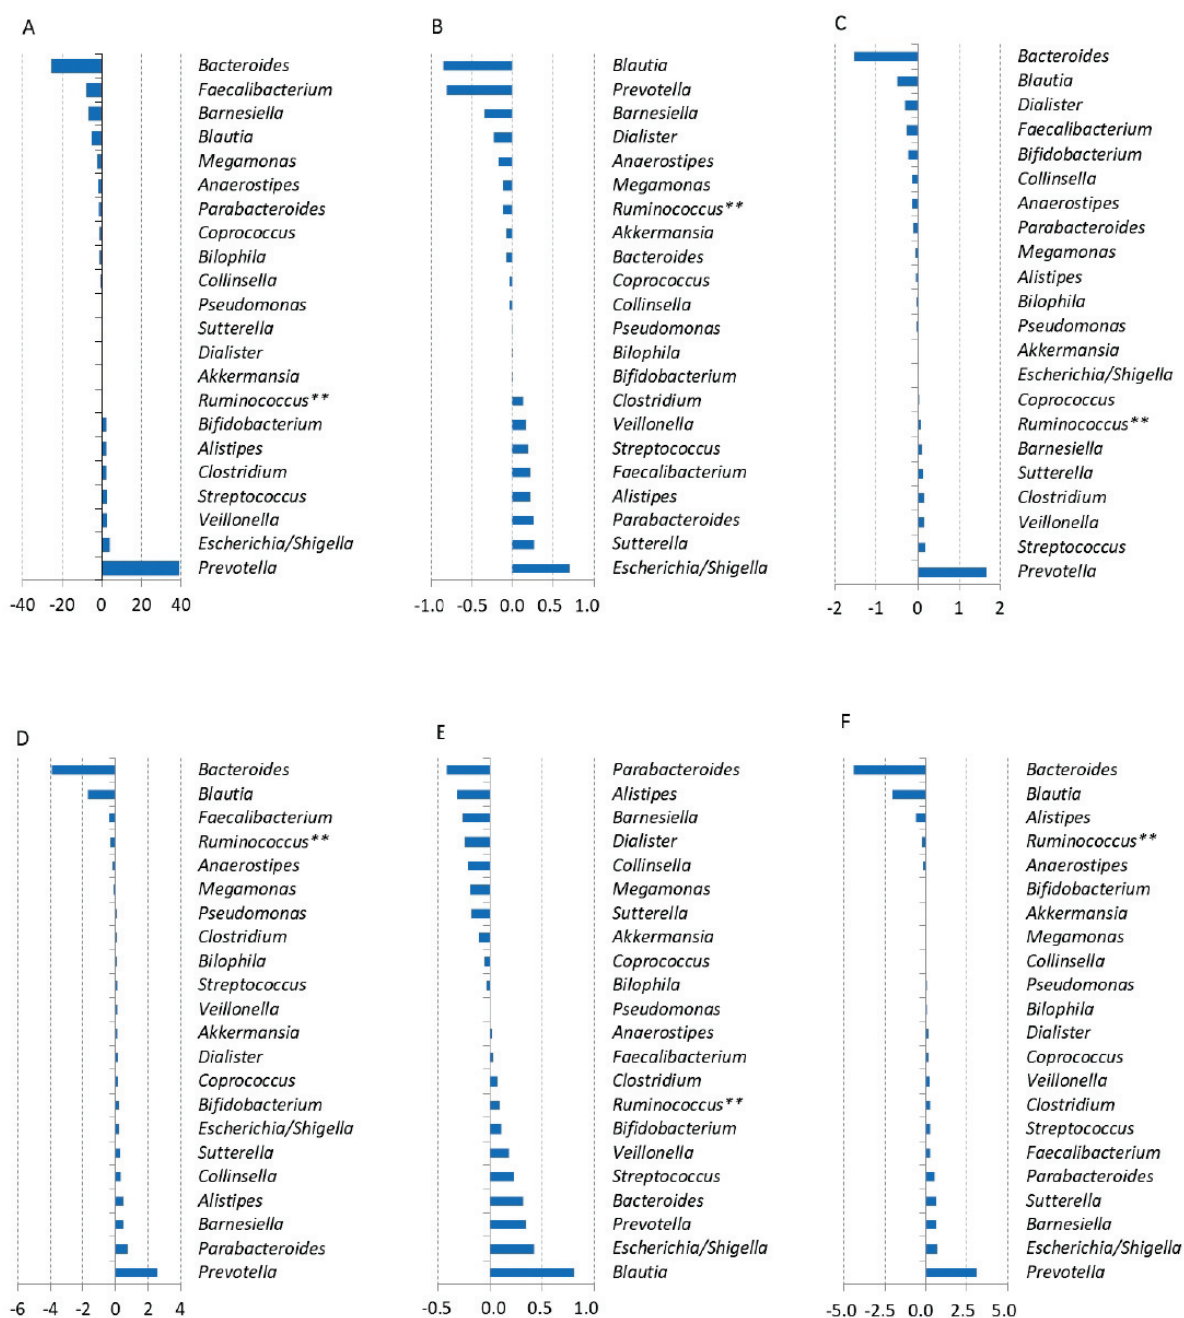 A
Bacteroides
Faecalibacterium
Barnesiella
Blautia
Megamonas
Anaerostipes
Parabacteroides
Coprococcus
Bilophila
Collinsella
Pseudomonas
Sutterella
Dialister
Akkermansia
Ruminococcus**
Bifidobacterium
Alistipes
Clostridium
Streptococcus
Veillonella
Escherichia/Shigella
Prevotella
-40 -20 0 20 40
B
Blautia
Prevotella
Barnesiella
Dialister
Anaerostipes
Megamonas
Ruminococcus**
Akkermansia
Bacteroides
Coprococcus
Collinsella
Pseudomonas
Bilophila
Bifidobacterium
Clostridium
Veillonella
Streptococcus
Faecalibacterium
Alistipes
Parabacteroides
Sutterella
Escherichia/Shigella
-1.0 -0.5 0.0 0.5 1.0
C
Bacteroides
Blautia
Dialister
Faecalibacterium
Bifidobacterium
Collinsella
Anaerostipes
Parabacteroides
Megamonas
Alistipes
Bilophila
Pseudomonas
Akkermansia
Escherichia/Shigella
Coprococcus
Ruminococcus**
Barnesiella
Sutterella
Clostridium
Veillonella
Streptococcus
Prevotella
-2 -1 0 1 2
D
Bacteroides
Blautia
Faecalibacterium
Ruminococcus**
Anaerostipes
Megamonas
Pseudomonas
Clostridium
Bilophila
Streptococcus
Veillonella
Akkermansia
Dialister
Coprococcus
Bifidobacterium
Escherichia/Shigella
Sutterella
Collinsella
Alistipes
Barnesiella
Parabacteroides
Prevotella
-6 -4 -2 0 2 4
E
Parabacteroides
Alistipes
Barnesiella
Dialister
Collinsella
Megamonas
Sutterella
Akkermansia
Coprococcus
Bilophila
Pseudomonas
Anaerostipes
Faecalibacterium
Clostridium
Ruminococcus**
Bifidobacterium
Veillonella
Streptococcus
Bacteroides
Prevotella
Escherichia/Shigella
Blautia
-0.5 0.0 0.5 1.0
F
Bacteroides
Blautia
Alistipes
Ruminococcus**
Anaerostipes
Bifidobacterium
Akkermansia
Megamonas
Collinsella
Pseudomonas
Bilophila
Dialister
Coprococcus
Veillonella
Clostridium
Streptococcus
Faecalibacterium
Parabacteroides
Sutterella
Barnesiella
Escherichia/Shigella
Prevotella
-5.0 -2.5 0.0 2.5 5.0